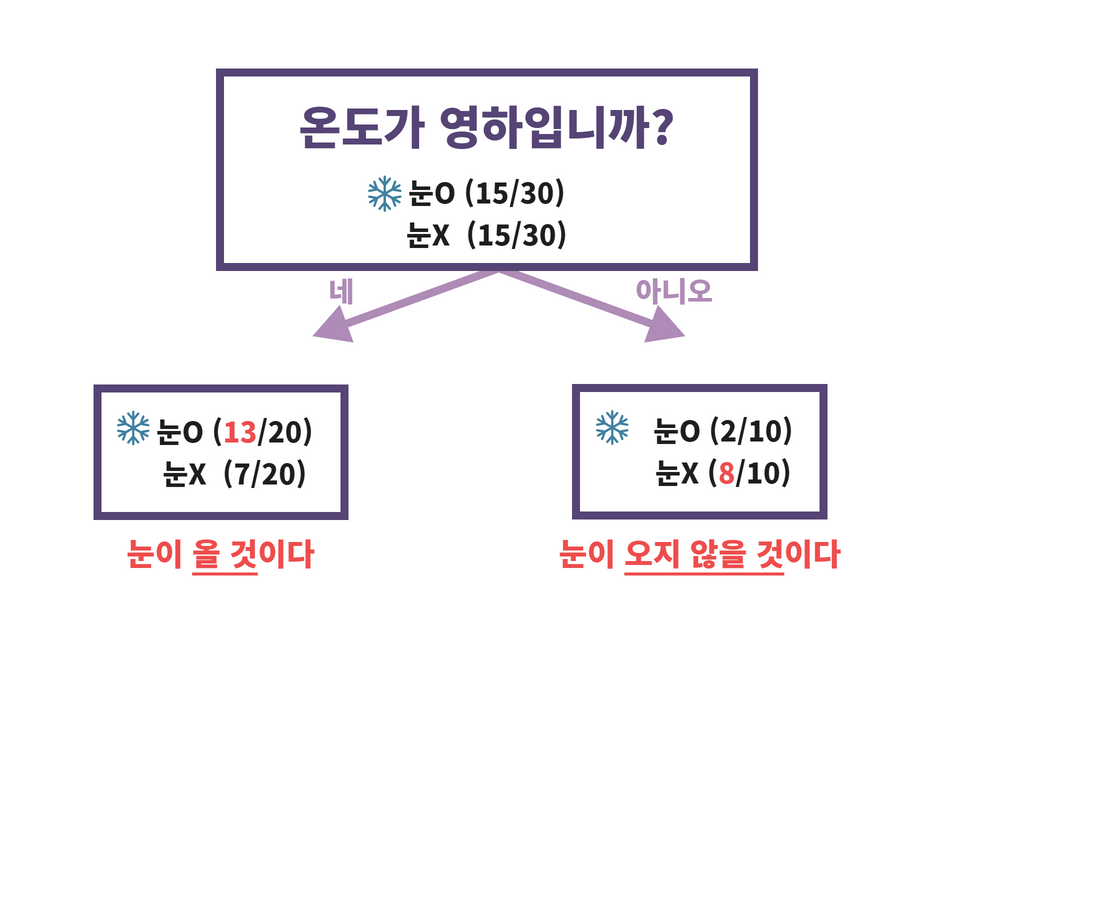 온도가 영하입니까?
눈O (15/30)
눈X (15/30)
네
아니오
눈O (13/20)
눈X (7/20)
눈이 올 것이다
눈O (2/10)
눈X (8/10)
눈이 오지 않을 것이다